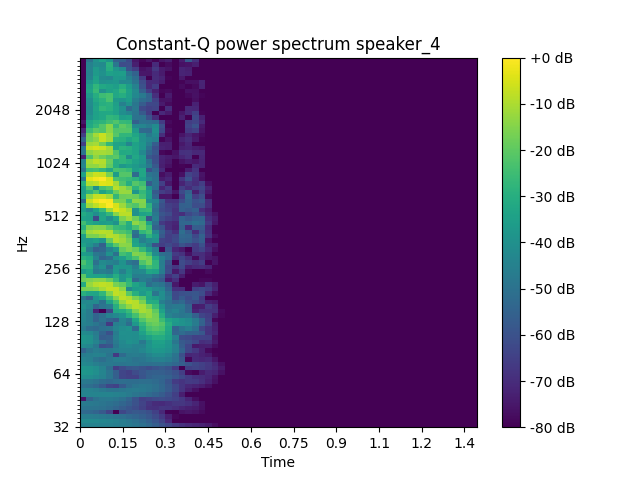 Constant-Q power spectrum speaker_4
+0 dB
-10 dB
-20 dB
-30 dB
-40 dB
-50 dB
-60 dB
-70 dB
-80 dB
2048
1024
512
256
128
64
32
Hz
0 0.15 0.3 0.45 0.6 0.75 0.9 1.1 1.2 1.4
Time